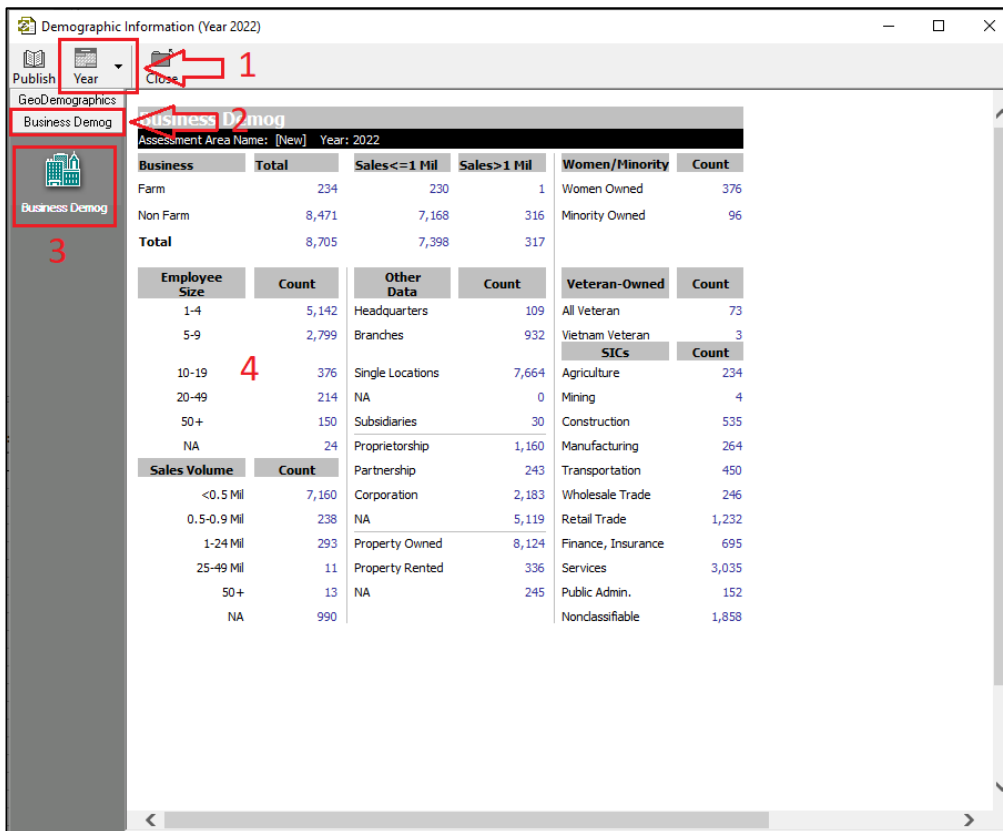 Demographic Information (Year 2022)
Publish Year Close 1
GeoDemographics
Business Demog 2
Business Demog
Assessment Area Name: [New] Year: 2022
Business Demog
3
Business Total Sales<=1 Mil Sales>1 Mil Women/Minority Count
Farm 234 230 1 Women Owned 376
Non Farm 8,471 7,168 316 Minority Owned 96
Total 8,705 7,398 317
Employee Size Count Other Data Count Veteran-Owned Count
1-4 5,142 Headquarters 109 All Veteran 73
5-9 2,799 Branches 932 Vietnam Veteran 3
SICs Count
10-19 4 376 Single Locations 7,664 Agriculture 234
20-49 214 NA 0 Mining 4
50+ 150 Subsidiaries 30 Construction 535
NA 24 Proprietorship 1,160 Manufacturing 264
Sales Volume Count Partnership 243 Transportation 450
<0.5 Mil 7,160 Corporation 2,183 Wholesale Trade 246
0.5-0.9 Mil 238 NA 5,119 Retail Trade 1,232
1-24 Mil 293 Property Owned 8,124 Finance, Insurance 695
25-49 Mil 11 Property Rented 336 Services 3,035
50+ 13 NA 245 Public Admin. 152
NA 990 Nonclassifiable 1,858